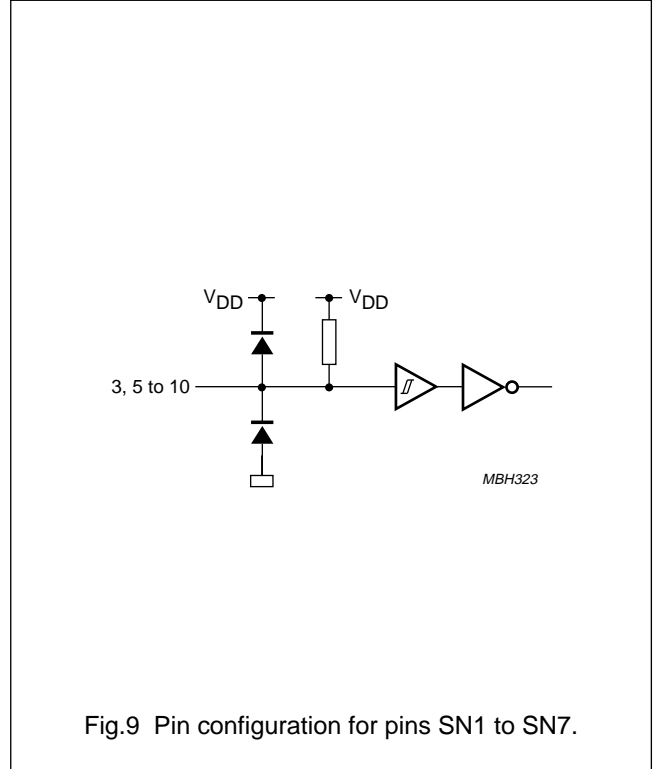 VDD VDD
3, 5 to 10
MBH323
Fig.9 Pin configuration for pins SN1 to SN7.